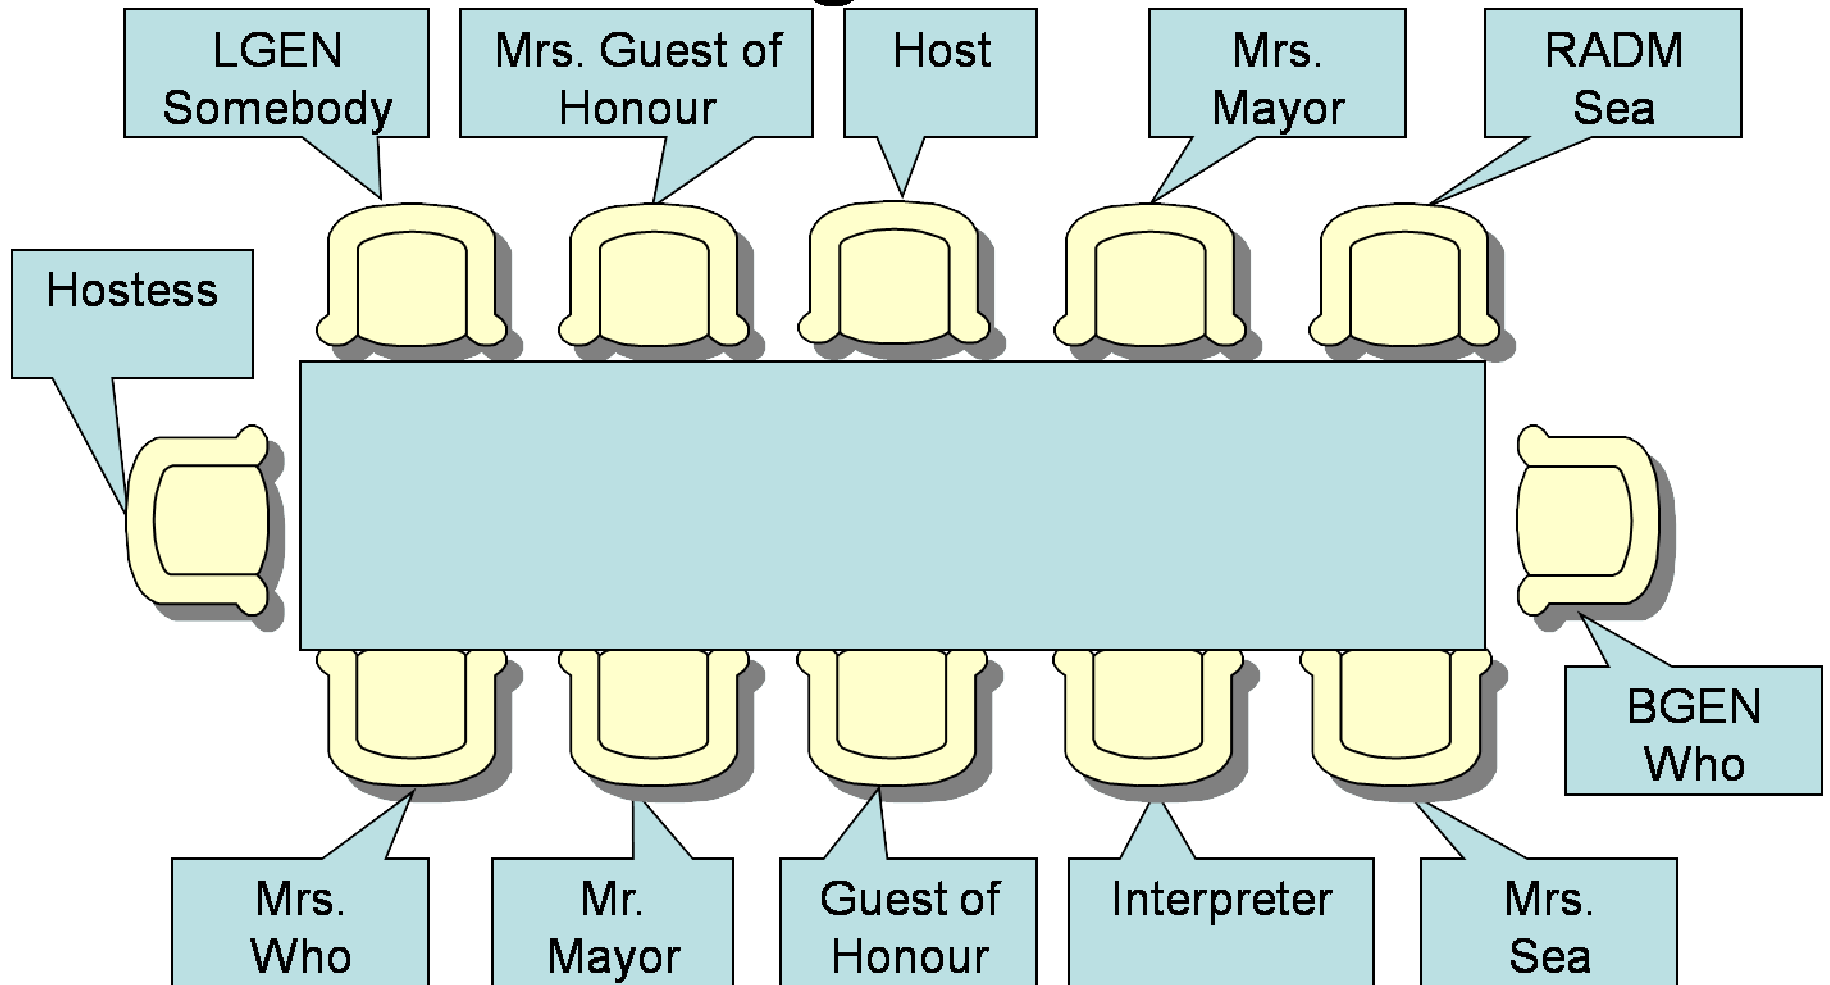 LGEN
Somebody
Mrs. Guest of
Honour
Host
Mrs.
Mayor
RADM
Sea
Hostess
BGEN
Who
Mrs.
Who
Mr.
Mayor
Guest of
Honour
Interpreter
Mrs.
Sea